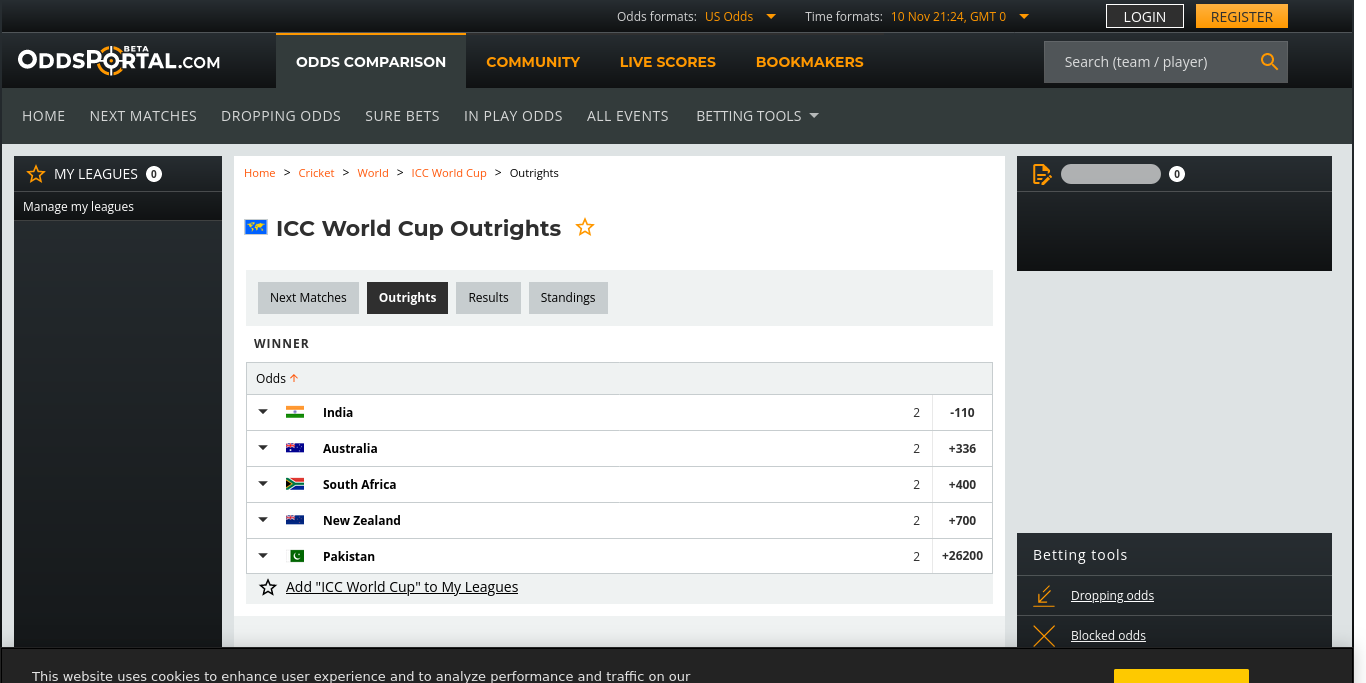 Odds formats: US Odds Time formats: 10 Nov 21:24, GMT 0 LOGIN REGISTER
ODDSPORTAL.COM BETA ODDS COMPARISON COMMUNITY LIVE SCORES BOOKMAKERS Search (team / player)
HOME NEXT MATCHES DROPPING ODDS SURE BETS IN PLAY ODDS ALL EVENTS BETTING TOOLS
MY LEAGUES 0
Manage my leagues
Home > Cricket > World > ICC World Cup > Outrights
ICC World Cup Outrights
Next Matches Outrights Results Standings
WINNER
Odds
India 2 -110
Australia 2 +336
South Africa 2 +400
New Zealand 2 +700
Pakistan 2 +26200
Add "ICC World Cup" to My Leagues
0
Betting tools
Dropping odds
Blocked odds
This website uses cookies to enhance user experience and to analyze performance and traffic on our